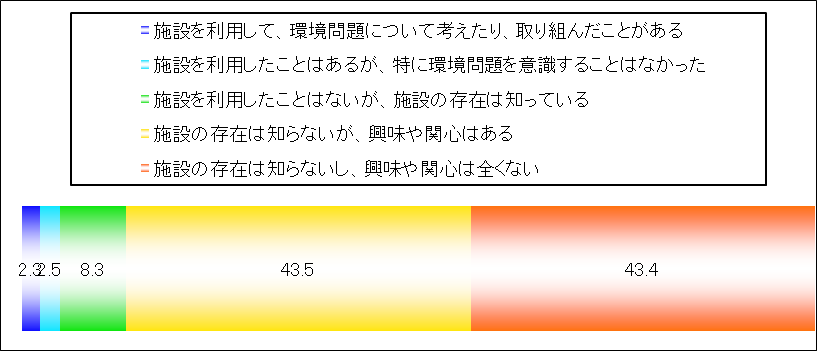 施設を利用して、環境問題について考えたり、取り組んだことがある
施設を利用したことはあるが、特に環境問題を意識することはなかった
施設を利用したことはないが、施設の存在は知っている
施設の存在は知らないが、興味や関心はある
施設の存在は知らないし、興味や関心は全くない
2.3 2.5 8.3 43.5 43.4